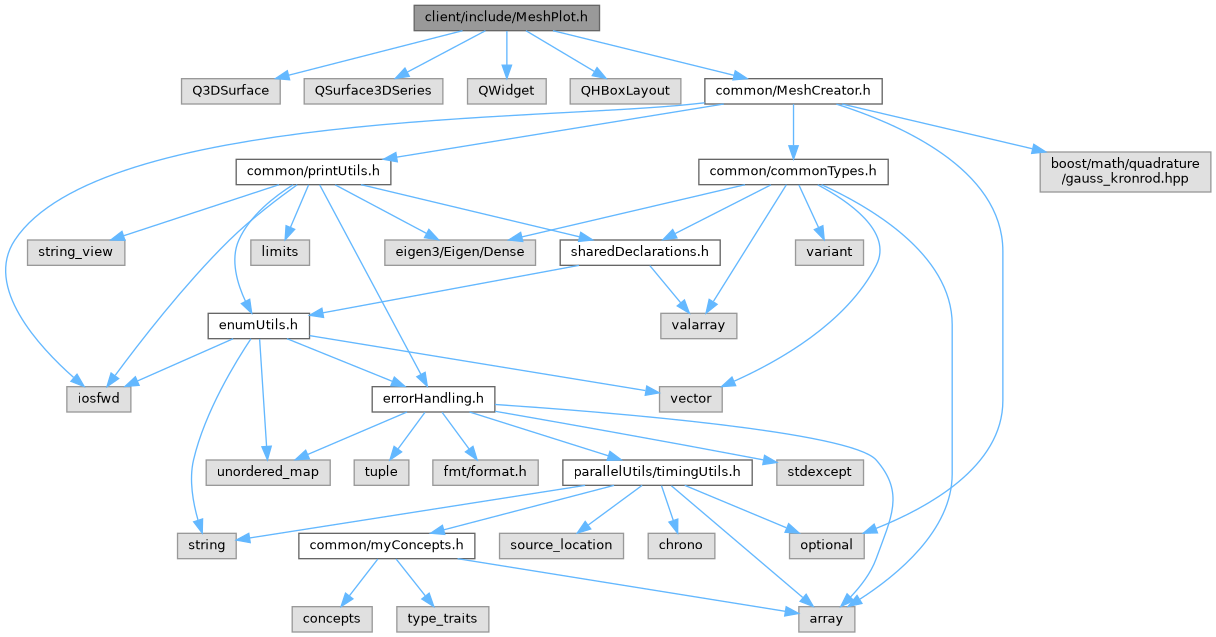 client/include/MeshPlot.h
Q3DSurface
QSurface3DSeries
QWidget
QHBoxLayout
common/MeshCreator.h
common/printUtils.h
common/commonTypes.h
boost/math/quadrature
/gauss_kronrod.hpp
string_view
limits
eigen3/Eigen/Dense
sharedDeclarations.h
variant
enumUtils.h
valarray
iosfwd
errorHandling.h
vector
unordered_map
tuple
fmt/format.h
parallelUtils/timingUtils.h
stdexcept
string
common/myConcepts.h
source_location
chrono
optional
concepts
type_traits
array